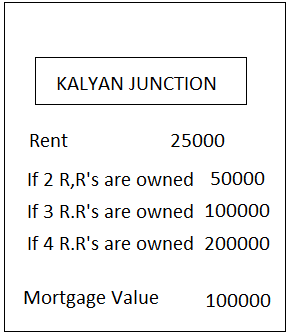 KALYAN JUNCTION
Rent 25000
If 2 R,R's are owned 50000
If 3 R.R's are owned 100000
If 4 R.R's are owned 200000
Mortgage Value 100000